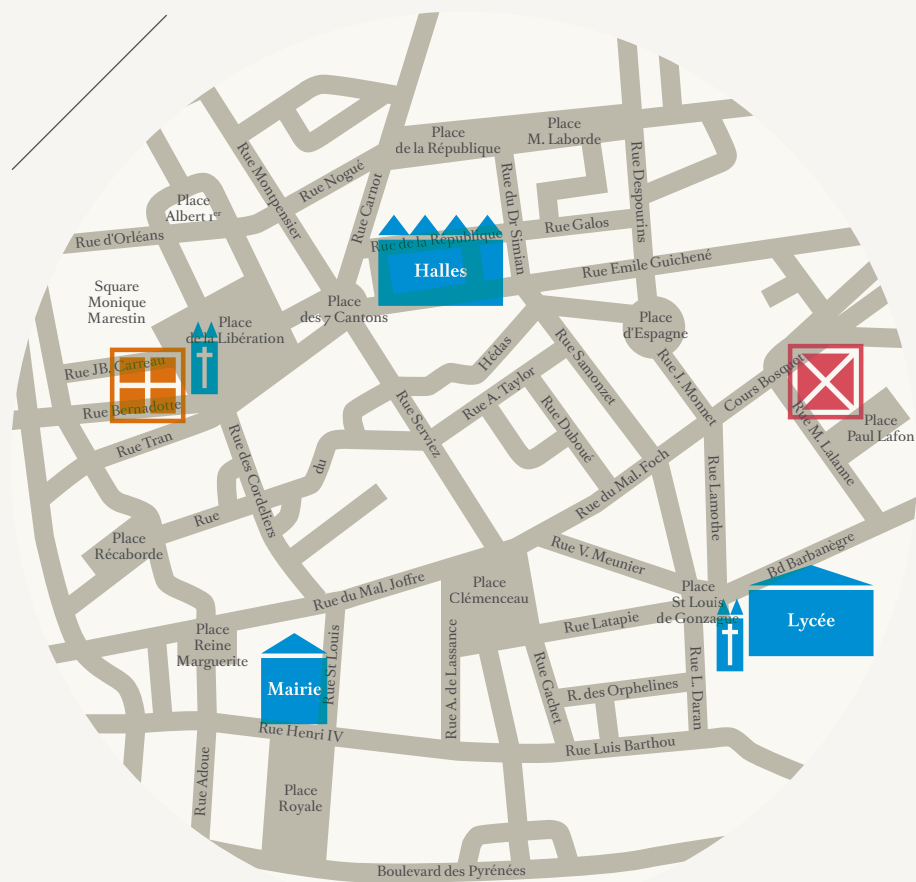 Place
M. Laborde
Place
de la République
Rue Montpensier
Rue Nogué
Rue Carnot
Rue du Dr Simian
Rue Despourrins
Place
Albert 1er
Rue d'Orléans
Rue de la République
Rue Galos
Halles
Rue Emile Guichené
Square
Monique
Marestin
Place
des 7 Cantons
Place
de la Libération
Place
d'Espagne
Rue JB. Carreau
Rue Bernadotte
Rue Tran
Hédas
Rue Samonzet
Rue J. Monnet
Cours Bosquet
Rue A. Taylor
Rue Serviez
Rue Duboué
Rue M. Lalanne
Place
Paul Lafon
Rue des Cordeliers
du
Rue
Rue du Mal. Foch
Rue Lamothe
Place
Récaborde
Rue V. Meunier
Bd Barbanègre
Rue du Mal. Joffre
Place
Clémenceau
Place
St Louis
de Gonzague
Lycée
Rue Latapie
Place
Reine
Marguerite
Rue St Louis
Mairie
Rue A. de Lassance
Rue Gachet
R. des Orphelines
Rue L. Daran
Rue Henri IV
Rue Luis Barthou
Rue Adoue
Place
Royale
Boulevard des Pyrénées